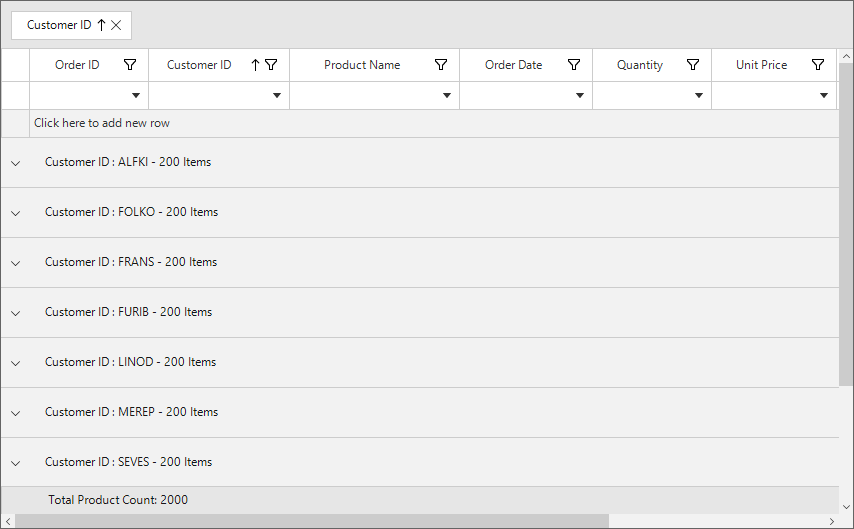 Customer ID
Order ID Customer ID Product Name Order Date Quantity Unit Price
Click here to add new row
Customer ID : ALFKI - 200 Items
Customer ID : FOLKO - 200 Items
Customer ID : FRANS - 200 Items
Customer ID : FURIB - 200 Items
Customer ID : LINOD - 200 Items
Customer ID : MEREP - 200 Items
Customer ID : SEVES - 200 Items
Total Product Count: 2000